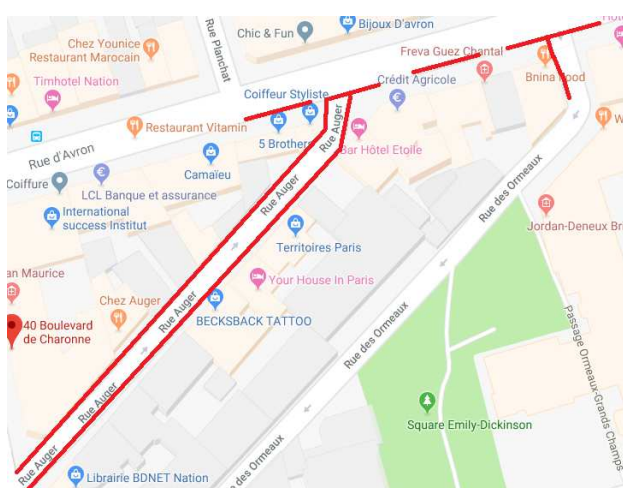 Chez Younice
Restaurant Marocain
Timhotel Nation
Rue Planchat
Chic & Fun
Bijoux D'avron
Freva Guez Chantal
Coiffeur Styliste
Crédit Agricole
Restaurant Vitamin
5 Brothers
Rue Auger
Bar Hôtel Etoile
Rue d'Avron
Camaïeu
Coiffure
LCL Banque et assurance
Rue Auger
Rue des Ormeaux
International
success Institut
Territoires Paris
Jordan-Deneux
an Maurice
Your House In Paris
Chez Auger
Rue Auger
BECKSBACK TATTOO
40 Boulevard
de Charonne
Rue des Ormeaux
Passage Ormeaux-Grands Champs
Rue Auger
Square Emily-Dickinson
Rue Auger
Librairie BDNET Nation
e des Ormeaux